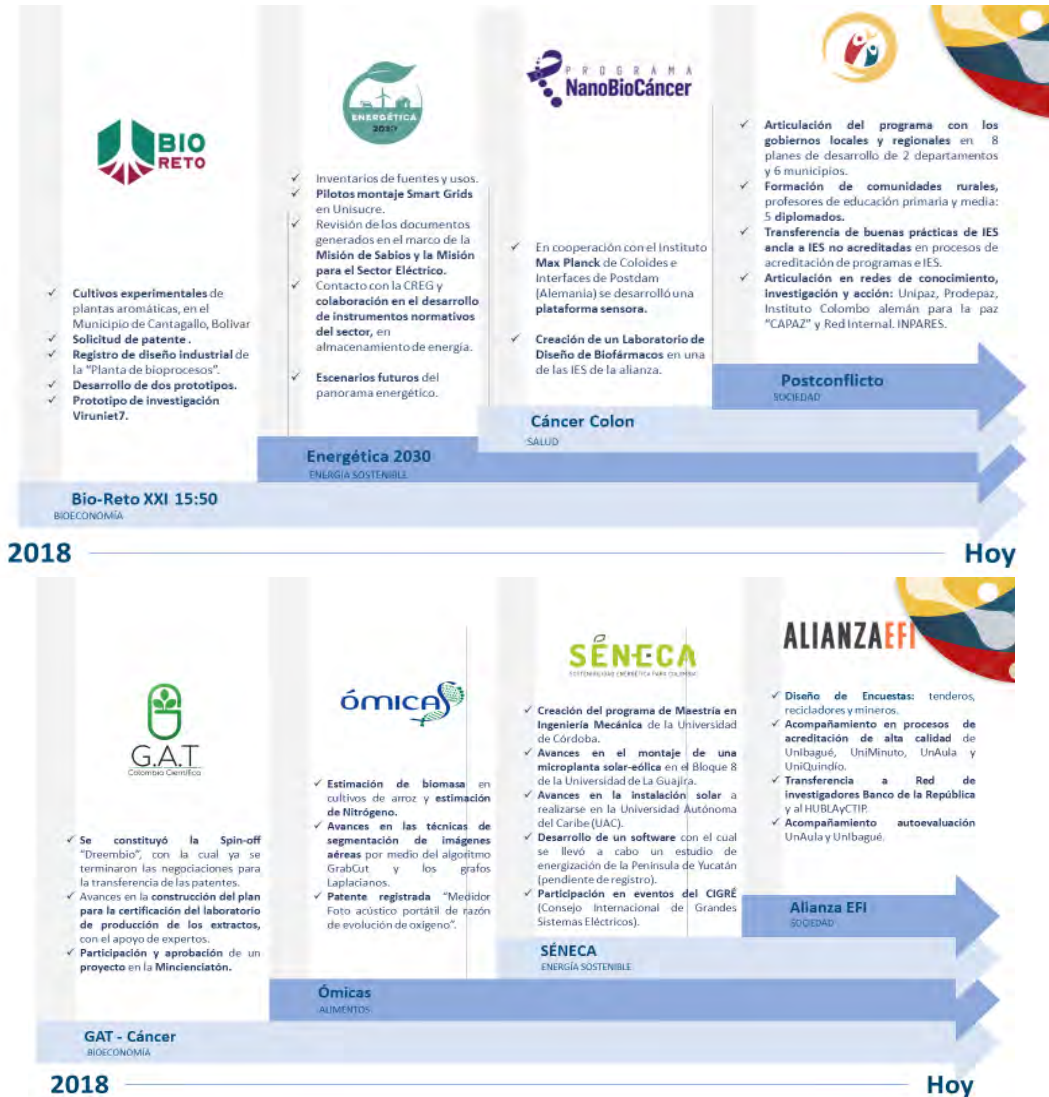 BIO
RETO
✓ Cultivos experimentales de
plantas aromáticas, en el
Municipio de Cantagallo, Bolívar
✓ Solicitud de patente .
✓ Registro de diseño industrial de
la "Planta de bioprocesos".
✓ Desarrollo de dos prototipos.
✓ Prototipo de investigación
Viruniet7.
ENERGÉTICA
2030
✓ Inventarios de fuentes y usos.
✓ Pilotos montaje Smart Grids
en Unisucre.
✓ Revisión de los documentos
generados en el marco de la
Misión de Sabios y la Misión
para el Sector Eléctrico.
✓ Contacto con la CREG y
colaboración en el desarrollo
de instrumentos normativos
del sector, en
almacenamiento de energía.
✓ Escenarios futuros del
panorama energético.
PROGRAMA
NanoBioCáncer
✓ En cooperación con el Instituto
Max Planck de Coloides e
Interfaces de Postdam
(Alemania) se desarrolló una
plataforma sensora.
✓ Creación de un Laboratorio de
Diseño de Biofármacos en una
de las IES de la alianza.
✓ Articulación del programa con los
gobiernos locales y regionales en 8
planes de desarrollo de 2 departamentos
y 6 municipios.
✓ Formación de comunidades rurales,
profesores de educación primaria y media:
5 diplomados.
✓ Transferencia de buenas prácticas de IES
ancla a IES no acreditadas en procesos de
acreditación de programas e IES.
✓ Articulación en redes de conocimiento,
investigación y acción: Unipaz, Prodepaz,
Instituto Colombo alemán para la paz
"CAPAZ" y Red Internal. INPARES.
Postconflicto
SOCIEDAD
Cáncer Colon
SALUD
Energética 2030
ENERGÍA SOSTENIBLE
Bio-Reto XXI 15:50
BIOECONOMÍA
2018
Hoy
G.A.T
Colombia Científica
✓ Se constituyó la Spin-off
"Dreembio", con la cual ya se
terminaron las negociaciones para
la transferencia de las patentes.
✓ Avances en la construcción del plan
para la certificación del laboratorio
de producción de los extractos,
con el apoyo de expertos.
✓ Participación y aprobación de un
proyecto en la Mincienciatón.
ómicas
✓ Estimación de biomasa en
cultivos de arroz y estimación
de Nitrógeno.
✓ Avances en las técnicas de
segmentación de imágenes
aéreas por medio del algoritmo
GrabCut y los grafos
Laplacianos.
✓ Patente registrada "Medidor
Foto acústico portátil de razón
de evolución de oxígeno".
SÉNECA
SOSTENIBILIDAD ENERGÉTICA PARA COLOMBIA
✓ Creación del programa de Maestría en
Ingeniería Mecánica de la Universidad
de Córdoba.
✓ Avances en el montaje de una
microplanta solar-eólica en el Bloque 8
de la Universidad de La Guajira.
✓ Avances en la instalación solar a
realizarse en la Universidad Autónoma
del Caribe (UAC).
✓ Desarrollo de un software con el cual
se llevó a cabo un estudio de
energización de la Peninsula de Yucatán
(pendiente de registro).
✓ Participación en eventos del CIGRÉ
(Consejo Internacional de Grandes
Sistemas Eléctricos).
ALIANZAEFI
✓ Diseño de Encuestas: tenderos,
recicladores y mineros.
✓ Acompañamiento en procesos de
acreditación de alta calidad de
UnIbagué, UniMinuto, UnAula y
UniQuindío.
✓ Transferencia a Red de
investigadores Banco de la República
y al HUBLAyCTIP.
✓ Acompañamiento autoevaluación
UnAula y UnIbagué.
Alianza EFI
SOCIEDAD
SÉNECA
ENERGÍA SOSTENIBLE
Ómicas
ALIMENTOS
GAT - Cáncer
BIOECONOMÍA
2018
Hoy